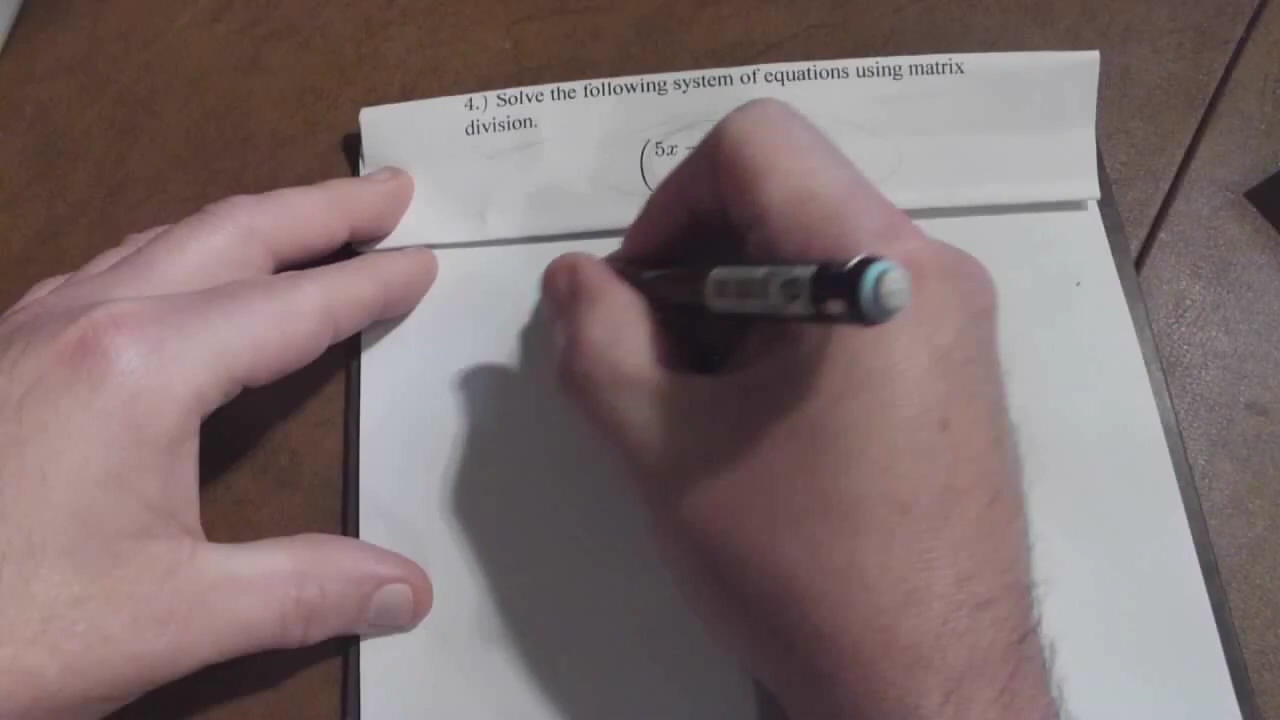 4.) Solve the following system of equations using matrix
division.
(5x −